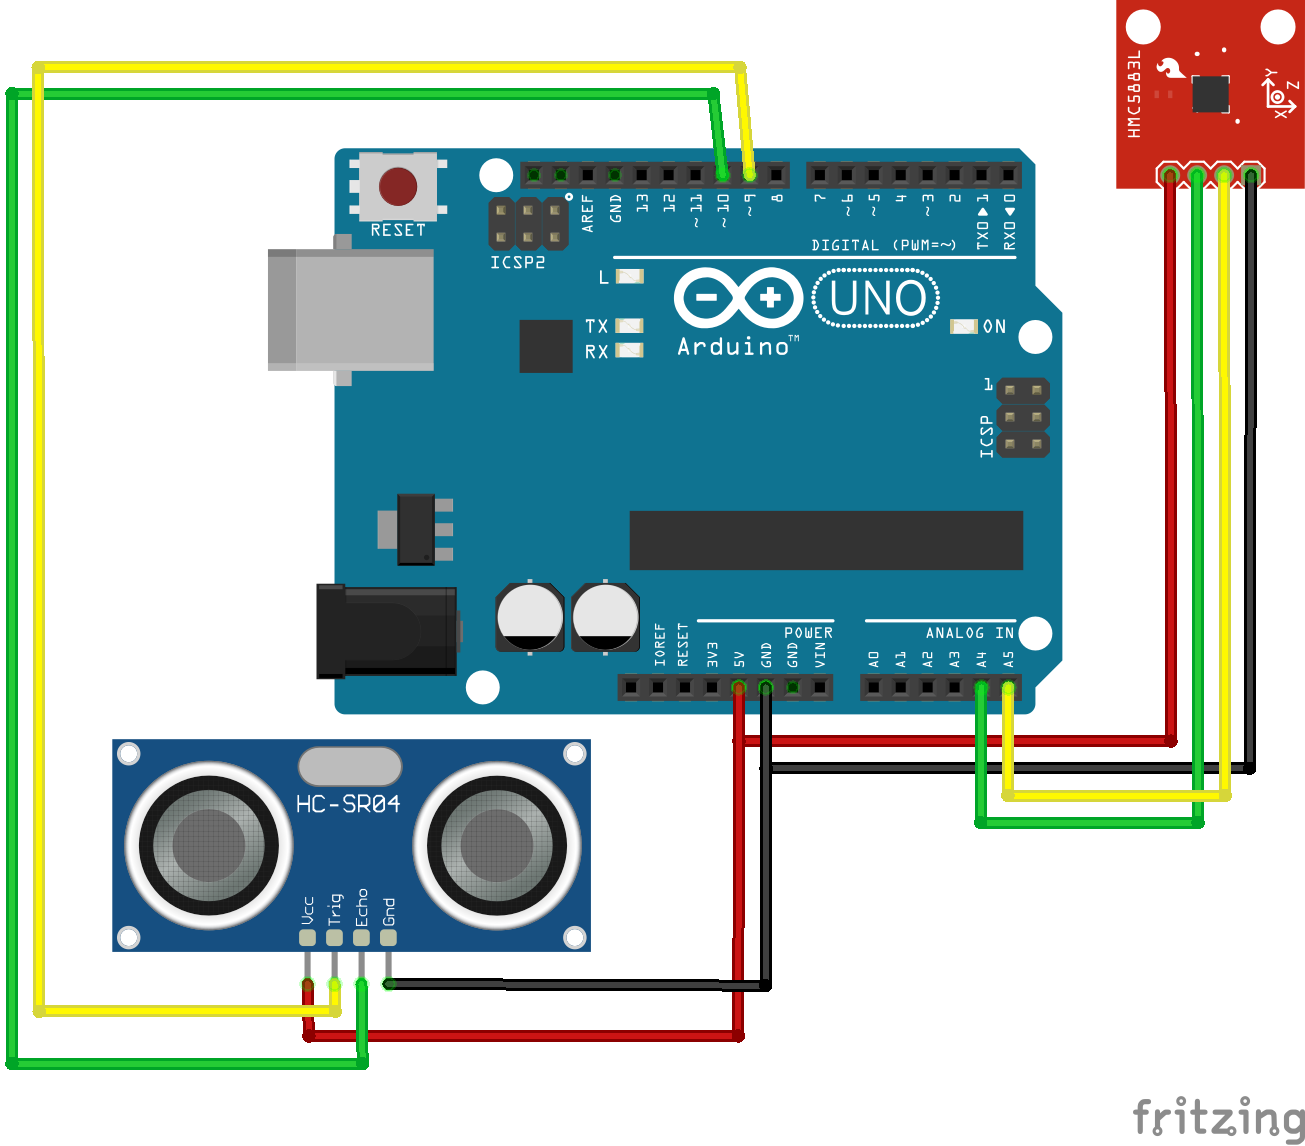 HMC5883L
Y
Z
X
RESET
ICSP2
AREF
GND
13
12
~11
~10
~9
8
7
~6
~5
4
~3
2
TX0▶1
RX0◀0
DIGITAL (PWM=~)
L
TX
RX
UNO
ON
Arduino™
1
ICSP
POWER
ANALOG IN
IOREF
RESET
3V3
5V
GND
GND
VIN
A0
A1
A2
A3
A4
A5
HC-SR04
Vcc
Trig
Echo
Gnd
fritzing